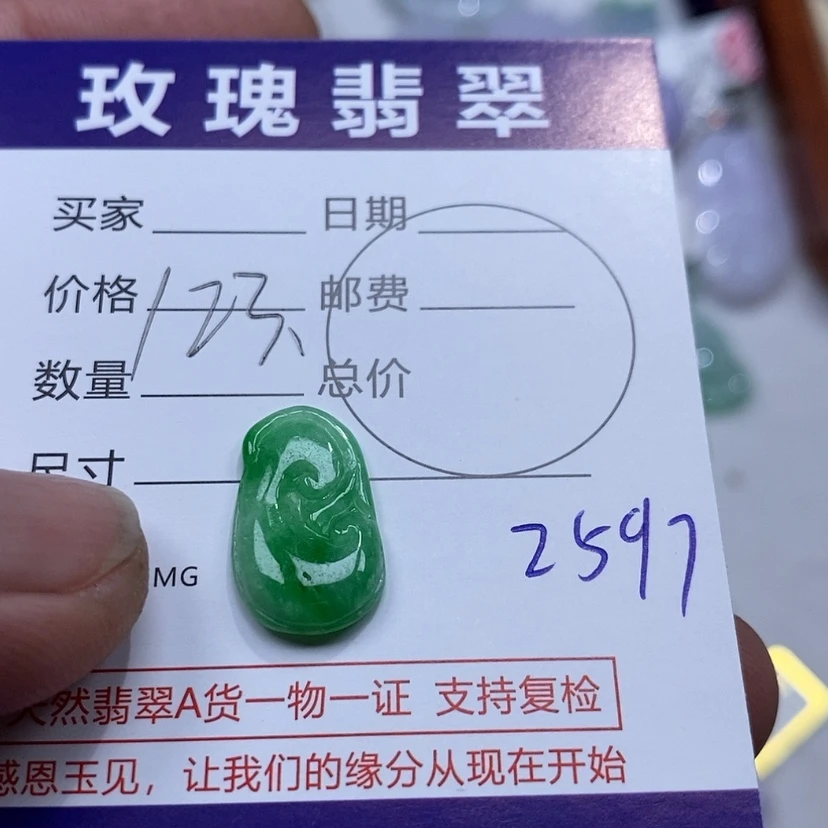 玫瑰翡翠
买家 日期
价格 邮费
数量 总价
尺寸
MG
2597
天然翡翠A货一物一证 支持复检
感恩玉见，让我们的缘分从现在开始